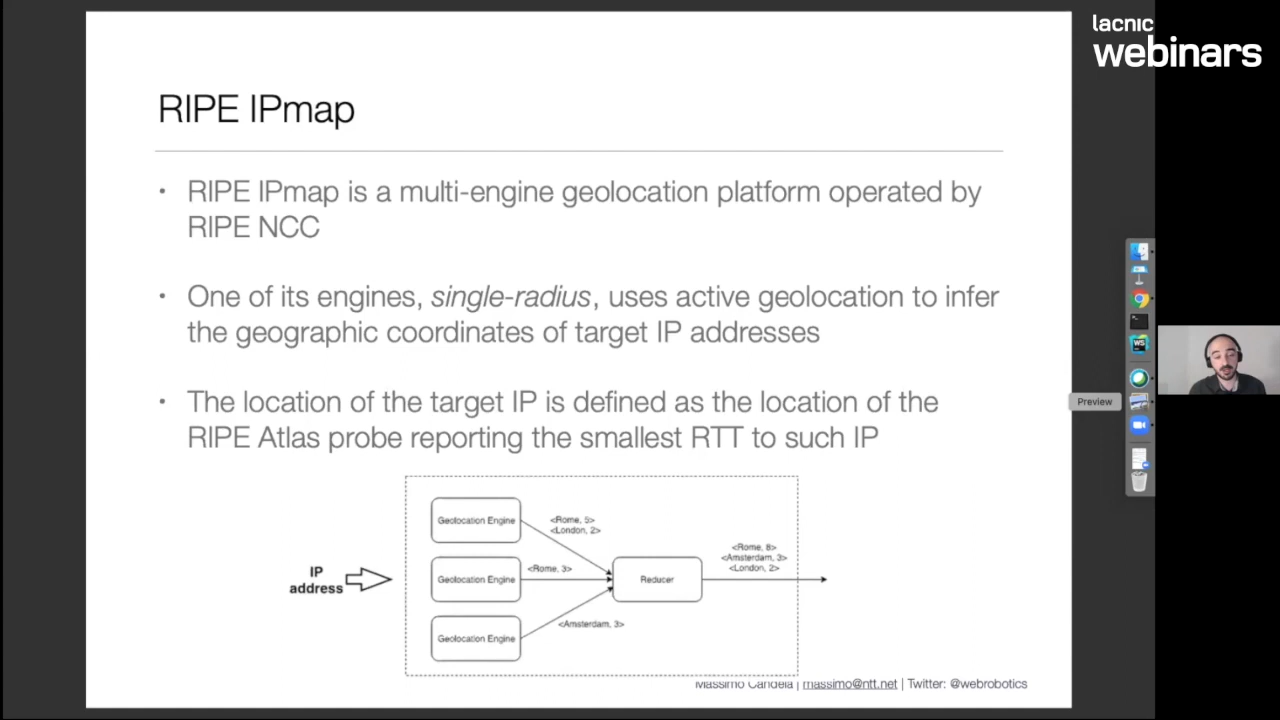 lacnic
webinars
RIPE IPmap
• RIPE IPmap is a multi-engine geolocation platform operated by
RIPE NCC
• One of its engines, single-radius, uses active geolocation to infer
the geographic coordinates of target IP addresses
• The location of the target IP is defined as the location of the
RIPE Atlas probe reporting the smallest RTT to such IP
Preview
WS
IP
address
Geolocation Engine
Geolocation Engine
Geolocation Engine
<Rome, 5>
<London, 2>
<Rome, 3>
<Amsterdam, 3>
Reducer
<Rome, 8>
<Amsterdam, 3>
<London, 2>
Massimo Candela | massimo@ntt.net | Twitter: @webrobotics